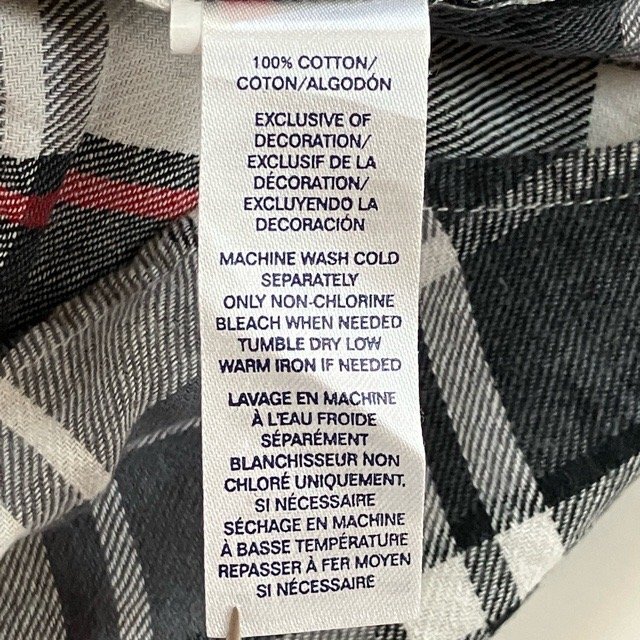 100% COTTON/
COTON/ALGODÓN
EXCLUSIVE OF
DECORATION/
EXCLUSIF DE LA
DÉCORATION/
EXCLUYENDO LA
DECORACIÓN
MACHINE WASH COLD
SEPARATELY
ONLY NON-CHLORINE
BLEACH WHEN NEEDED
TUMBLE DRY LOW
WARM IRON IF NEEDED
LAVAGE EN MACHINE
À L'EAU FROIDE
SÉPARÉMENT
BLANCHISSEUR NON
CHLORÉ UNIQUEMENT,
SI NÉCESSAIRE
SÉCHAGE EN MACHINE
À BASSE TEMPÉRATURE
REPASSER À FER MOYEN
SI NÉCESSAIRE